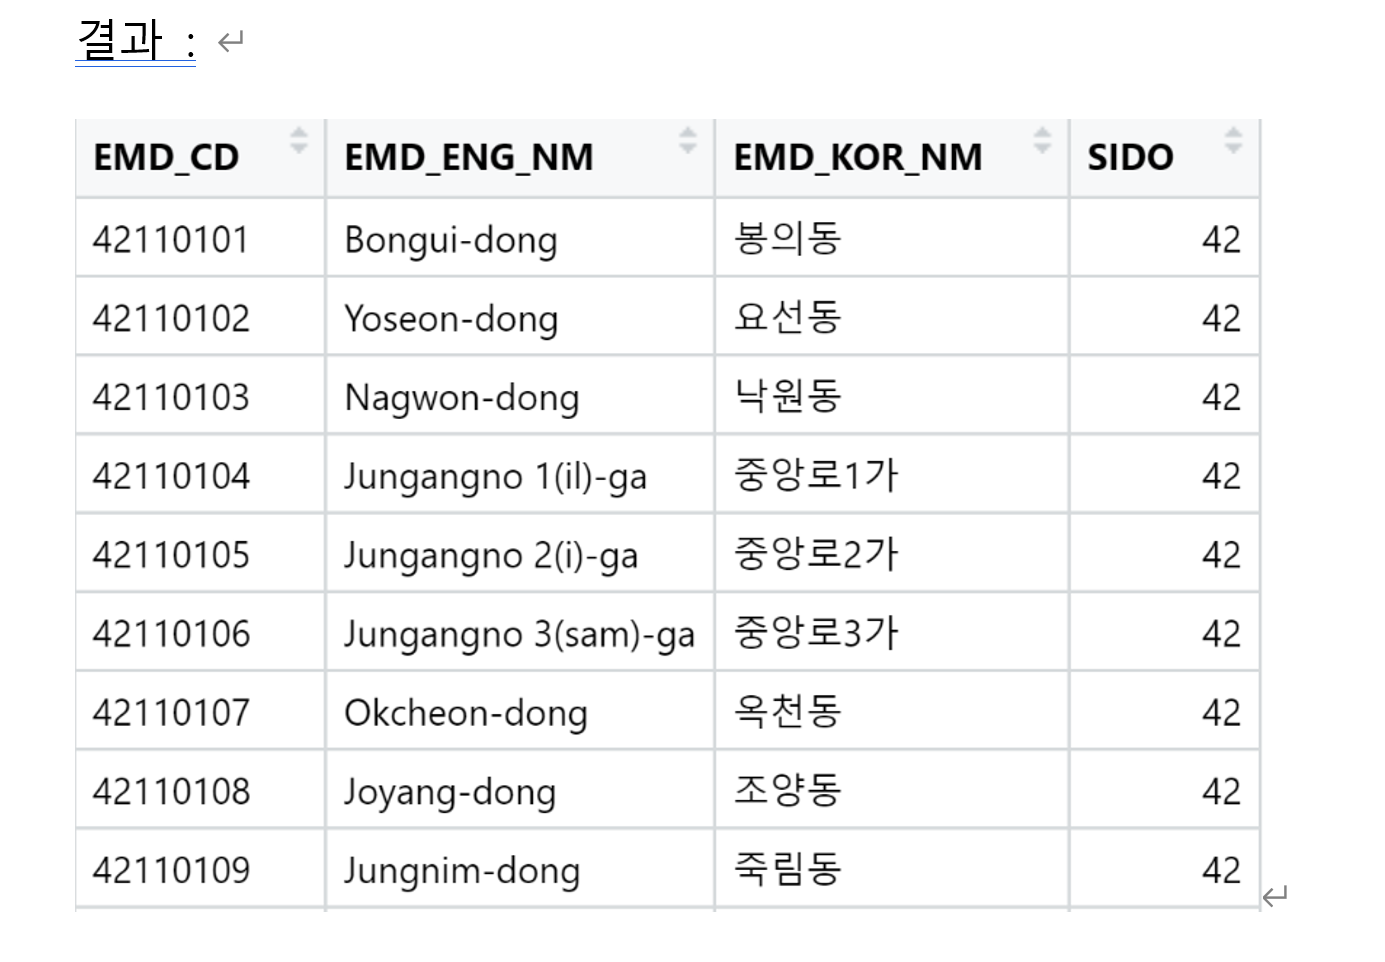 결과 :
EMD_CD EMD_ENG_NM EMD_KOR_NM SIDO
42110101 Bongui-dong 봉의동 42
42110102 Yoseon-dong 요선동 42
42110103 Nagwon-dong 낙원동 42
42110104 Jungangno 1(il)-ga 중앙로1가 42
42110105 Jungangno 2(i)-ga 중앙로2가 42
42110106 Jungangno 3(sam)-ga 중앙로3가 42
42110107 Okcheon-dong 옥천동 42
42110108 Joyang-dong 조양동 42
42110109 Jungnim-dong 죽림동 42